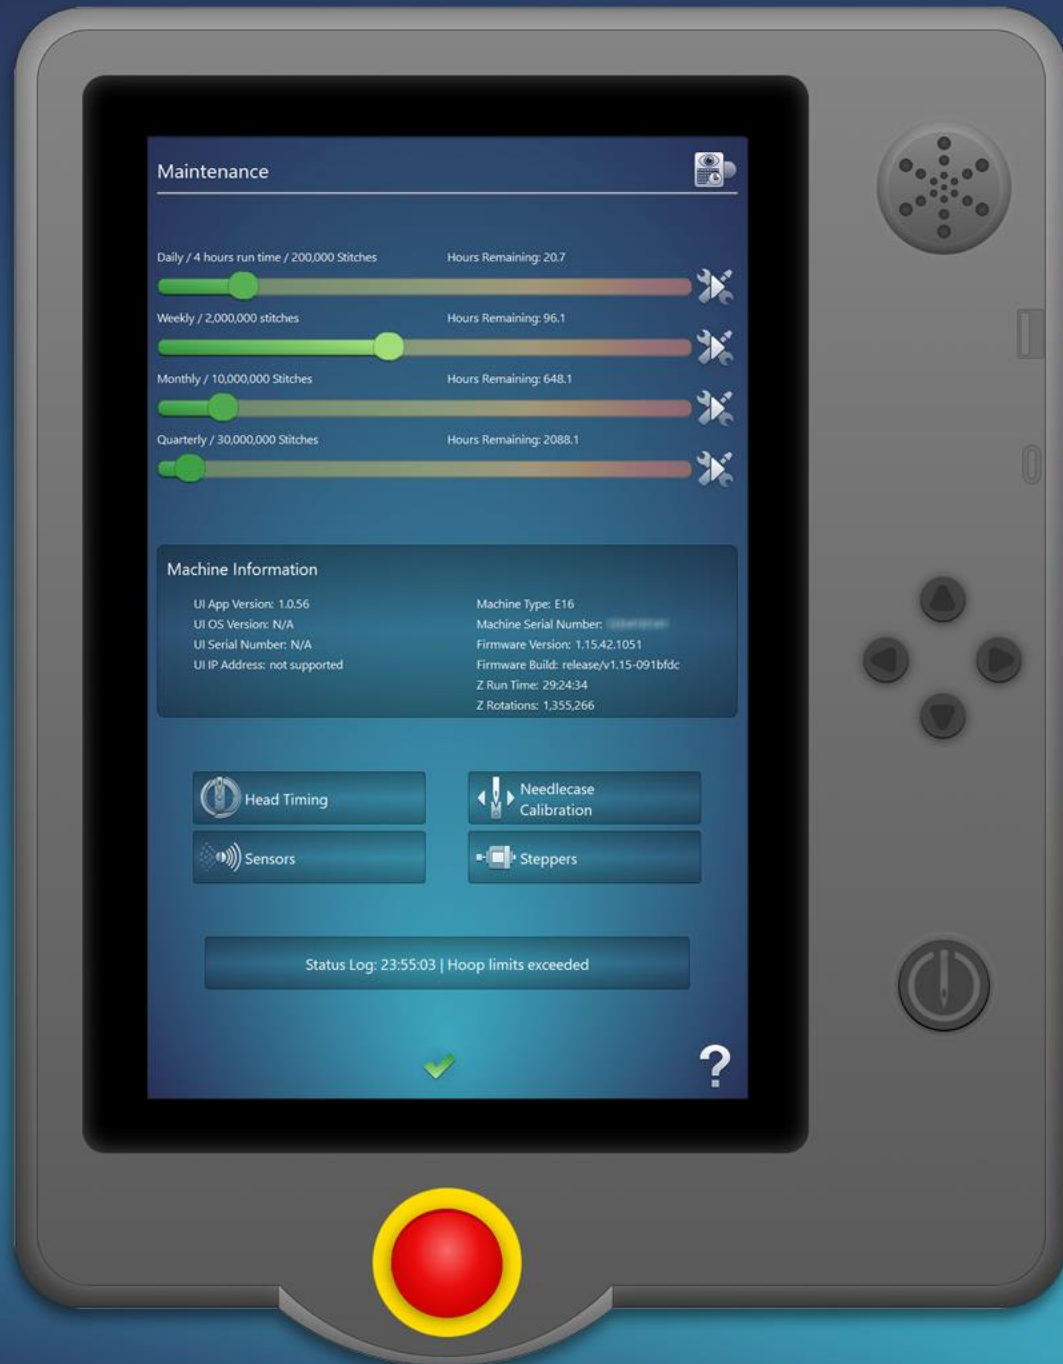 Maintenance
Daily / 4 hours run time / 200,000 Stitches
Hours Remaining: 20.7
Weekly / 2,000,000 stitches
Hours Remaining: 96.1
Monthly / 10,000,000 Stitches
Hours Remaining: 648.1
Quarterly / 30,000,000 Stitches
Hours Remaining: 2088.1
Machine Information
UI App Version: 1.0.56
UI OS Version: N/A
UI Serial Number: N/A
UI IP Address: not supported
Machine Type: E16
Machine Serial Number:
Firmware Version: 1.15.42.1051
Firmware Build: release/v1.15-091bfdc
Z Run Time: 29:24:34
Z Rotations: 1,355,266
Head Timing
Needlecase
Calibration
Sensors
Steppers
Status Log: 23:55:03 | Hoop limits exceeded
?